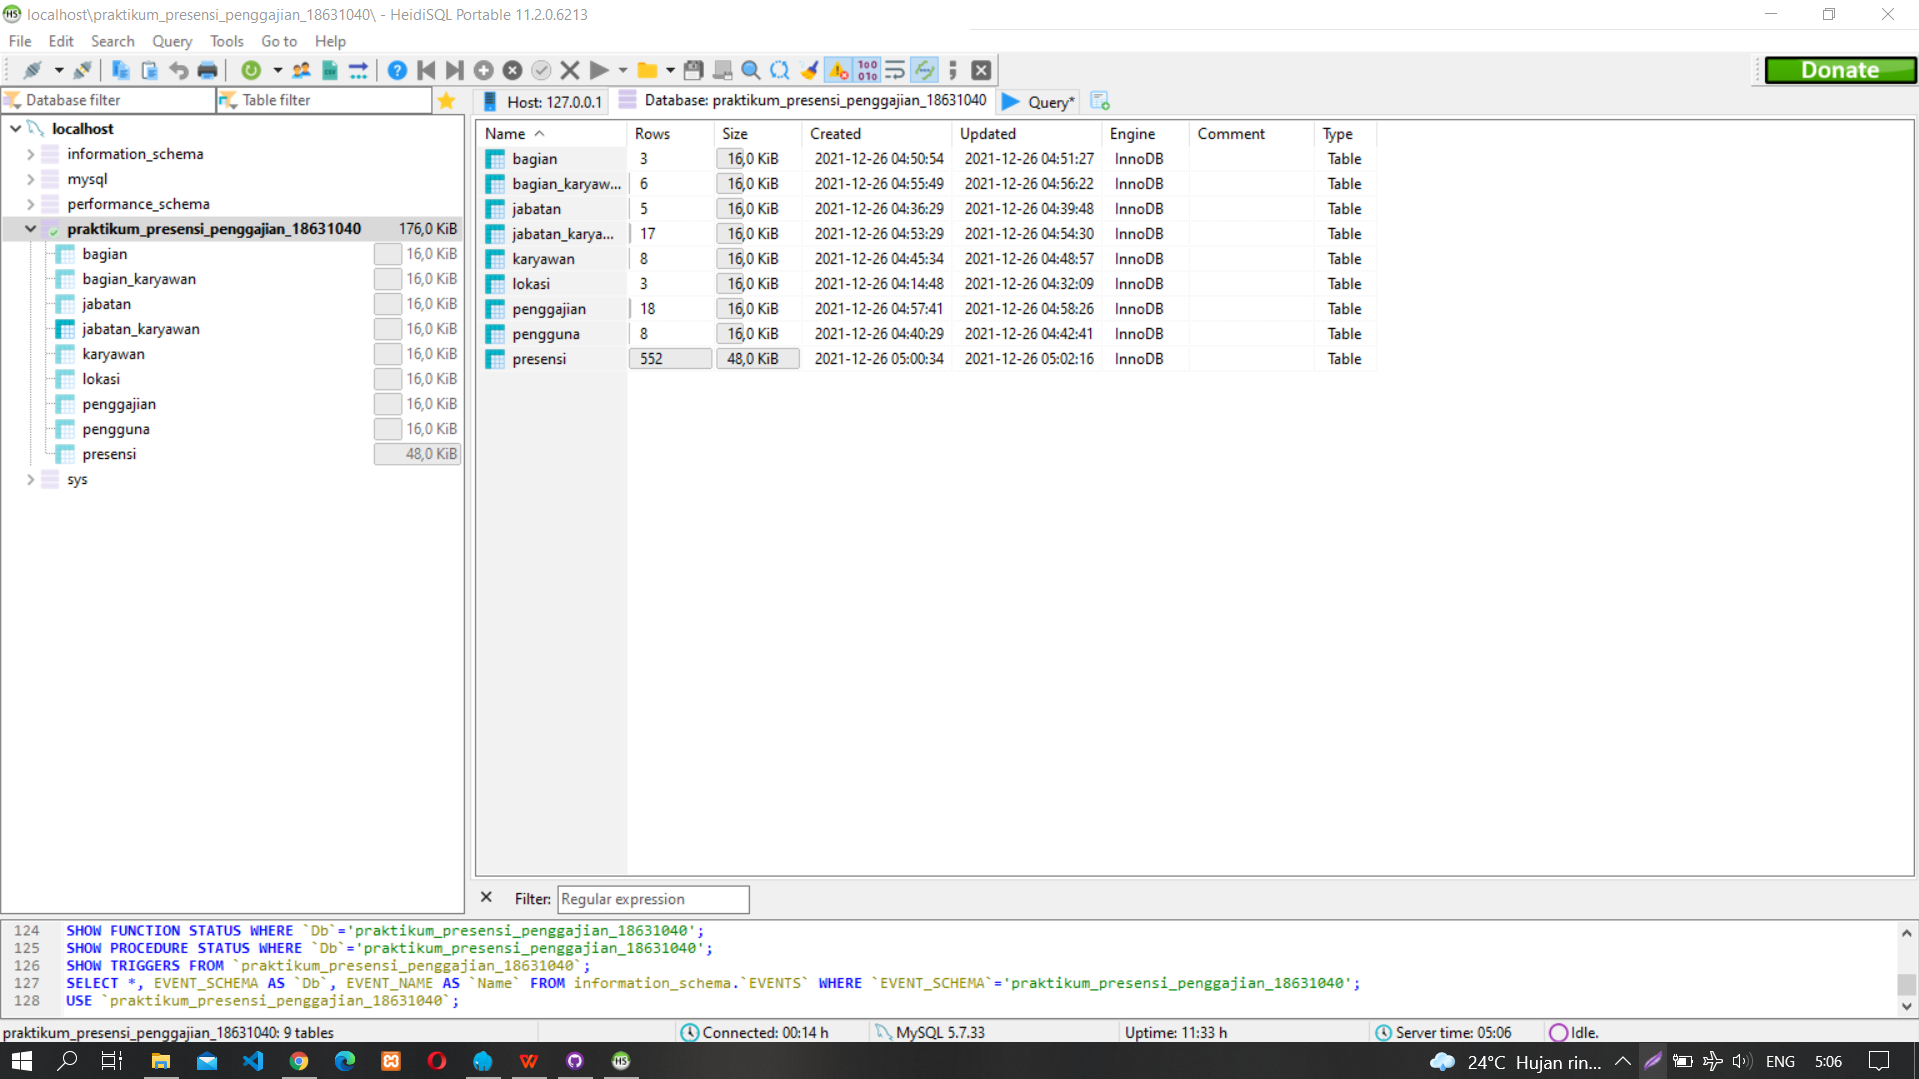 localhost\praktikum_presensi_penggajian_18631040\ - HeidiSQL Portable 11.2.0.6213
File Edit Search Query Tools Go to Help
Donate
Database filter Table filter Host: 127.0.0.1 Database: praktikum_presensi_penggajian_18631040 Query*
localhost
information_schema
mysql
performance_schema
praktikum_presensi_penggajian_18631040 176,0 KiB
bagian 16,0 KiB
bagian_karyawan 16,0 KiB
jabatan 16,0 KiB
jabatan_karyawan 16,0 KiB
karyawan 16,0 KiB
lokasi 16,0 KiB
penggajian 16,0 KiB
pengguna 16,0 KiB
presensi 48,0 KiB
sys
Name Rows Size Created Updated Engine Comment Type
bagian 3 16,0 KiB 2021-12-26 04:50:54 2021-12-26 04:51:27 InnoDB Table
bagian_karyaw... 6 16,0 KiB 2021-12-26 04:55:49 2021-12-26 04:56:22 InnoDB Table
jabatan 5 16,0 KiB 2021-12-26 04:36:29 2021-12-26 04:39:48 InnoDB Table
jabatan_karya... 17 16,0 KiB 2021-12-26 04:53:29 2021-12-26 04:54:30 InnoDB Table
karyawan 8 16,0 KiB 2021-12-26 04:45:34 2021-12-26 04:48:57 InnoDB Table
lokasi 3 16,0 KiB 2021-12-26 04:14:48 2021-12-26 04:32:09 InnoDB Table
penggajian 18 16,0 KiB 2021-12-26 04:57:41 2021-12-26 04:58:26 InnoDB Table
pengguna 8 16,0 KiB 2021-12-26 04:40:29 2021-12-26 04:42:41 InnoDB Table
presensi 552 48,0 KiB 2021-12-26 05:00:34 2021-12-26 05:02:16 InnoDB Table
Filter: Regular expression
124 SHOW FUNCTION STATUS WHERE `Db`='praktikum_presensi_penggajian_18631040';
125 SHOW PROCEDURE STATUS WHERE `Db`='praktikum_presensi_penggajian_18631040';
126 SHOW TRIGGERS FROM `praktikum_presensi_penggajian_18631040`;
127 SELECT *, EVENT_SCHEMA AS `Db`, EVENT_NAME AS `Name` FROM information_schema.`EVENTS` WHERE `EVENT_SCHEMA`='praktikum_presensi_penggajian_18631040';
128 USE `praktikum_presensi_penggajian_18631040`;
praktikum_presensi_penggajian_18631040: 9 tables Connected: 00:14 h MySQL 5.7.33 Uptime: 11:33 h Server time: 05:06 Idle.
24°C Hujan rin... ENG 5:06